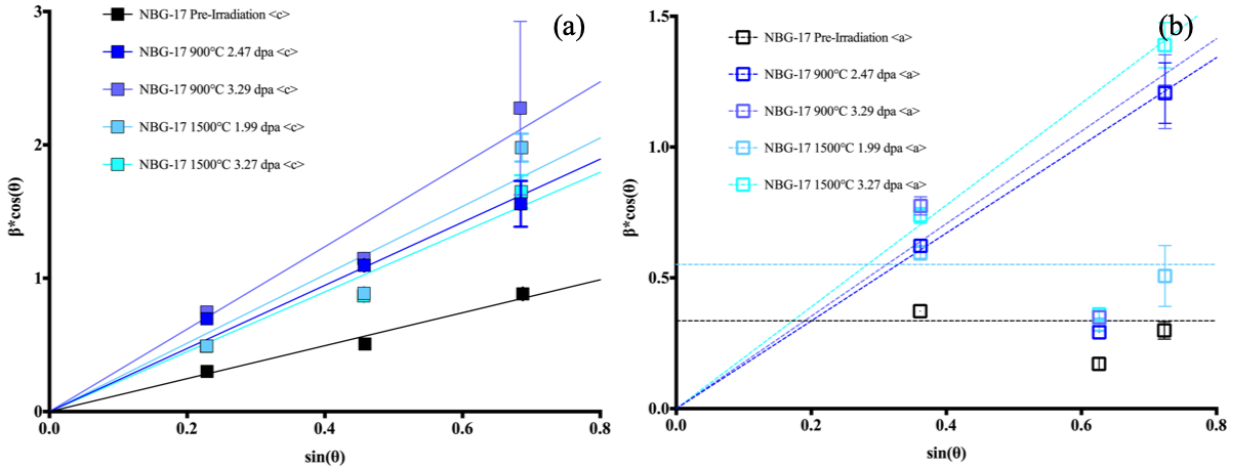 (a)
NBG-17 Pre-Irradiation <c>
NBG-17 900°C 2.47 dpa <c>
NBG-17 900°C 3.29 dpa <c>
NBG-17 1500°C 1.99 dpa <c>
NBG-17 1500°C 3.27 dpa <c>
β*cos(θ)
3
2
1
0
0.0
0.2
0.4
0.6
0.8
sin(θ)
(b)
NBG-17 Pre-Irradiation <a>
NBG-17 900°C 2.47 dpa <a>
NBG-17 900°C 3.29 dpa <a>
NBG-17 1500°C 1.99 dpa <a>
NBG-17 1500°C 3.27 dpa <a>
β*cos(θ)
1.5
1.0
0.5
0.0
0.0
0.2
0.4
0.6
0.8
sin(θ)